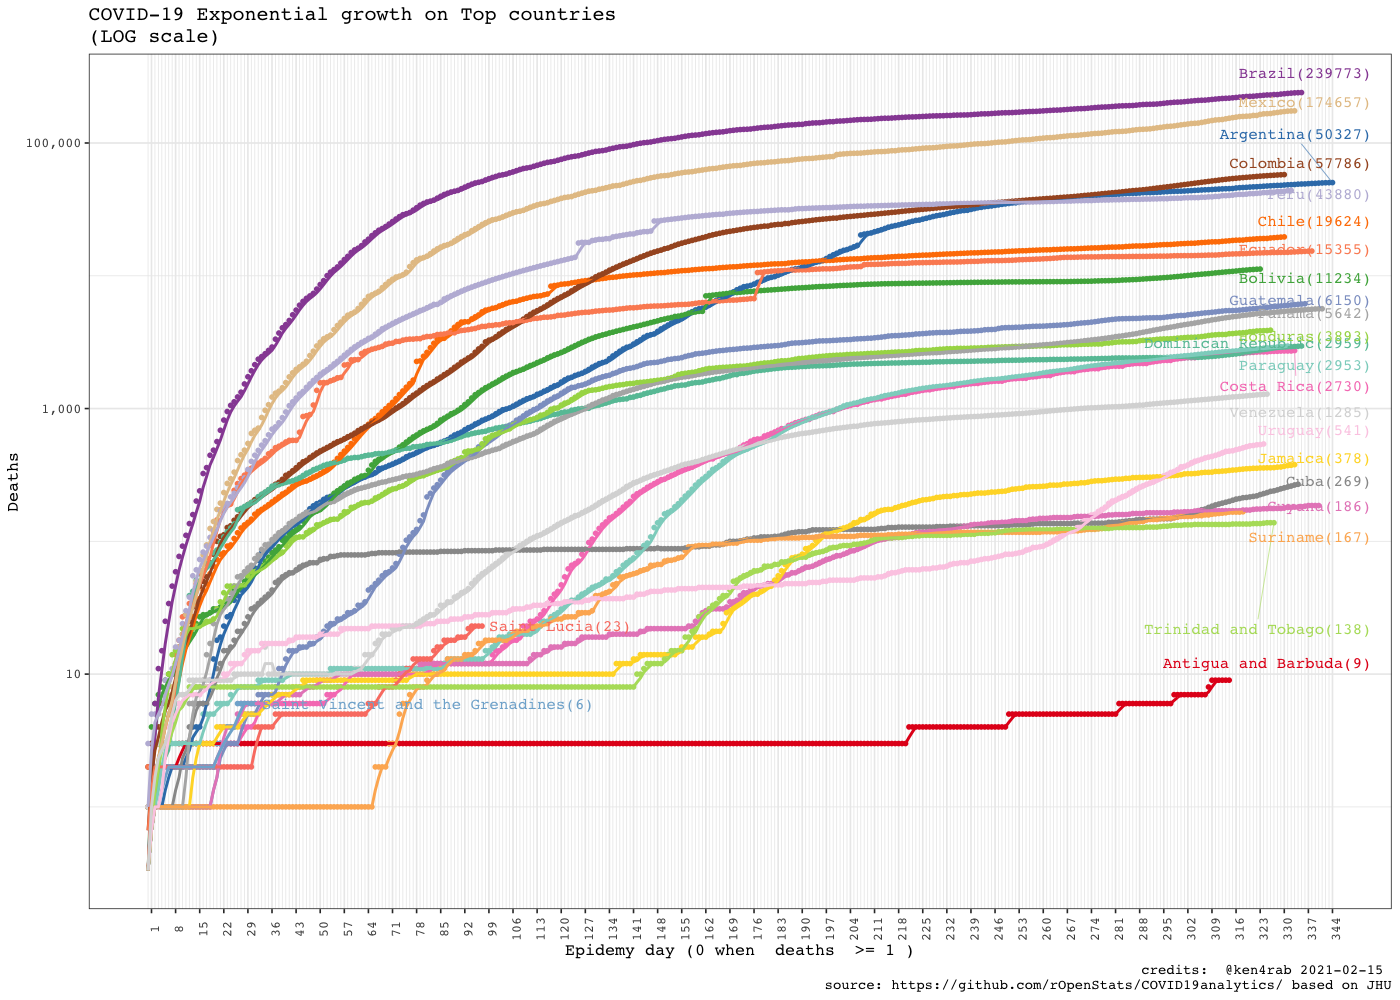 COVID-19 Exponential growth on Top countries
(LOG scale)
Brazil(239773)
Mexico(174657)
Argentina(50327)
100,000
Colombia(57786)
Peru(43880)
Chile(19624)
Ecuador(15355)
Bolivia(11234)
Guatemala(6150)
Panama(5642)
Honduras(3893)
Dominican Republic(2959)
Paraguay(2953)
Costa Rica(2730)
1,000
Venezuela(1285)
Uruguay(541)
Jamaica(378)
Cuba(269)
Guyana(186)
Suriname(167)
Saint Lucia(23)
Trinidad and Tobago(138)
Antigua and Barbuda(9)
10
Saint Vincent and the Grenadines(6)
Deaths
1 8 15 22 29 36 43 50 57 64 71 78 85 92 99 106 113 120 127 134 141 148 155 162 169 176 183 190 197 204 211 218 225 232 239 246 253 260 267 274 281 288 295 302 309 316 323 330 337 344
Epidemy day (0 when  deaths  >= 1 )
credits:  @ken4rab 2021-02-15
source: https://github.com/rOpenStats/COVID19analytics/ based on JHU